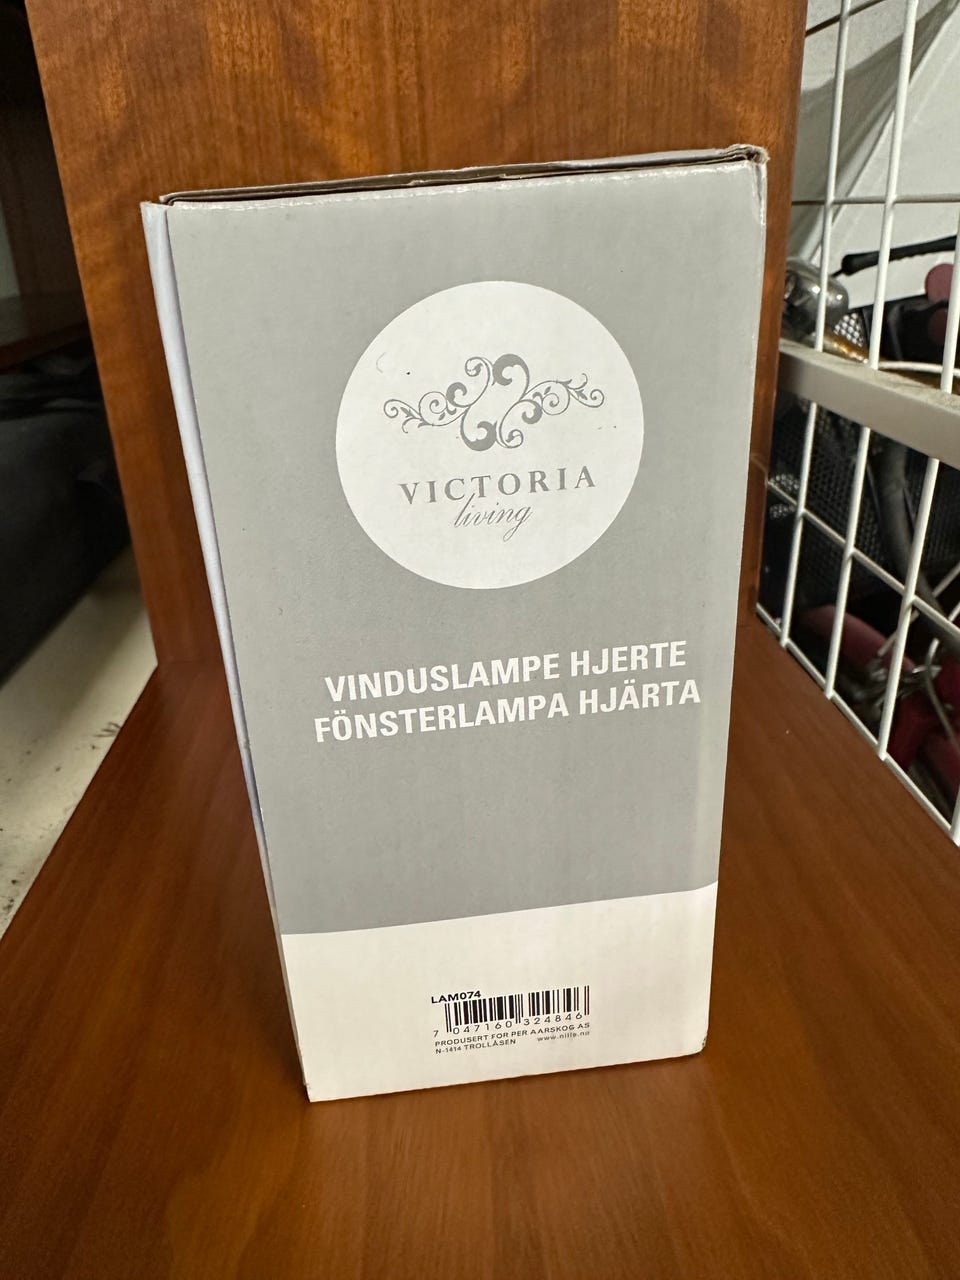 VICTORIA
living
VINDUSLAMPE HJERTE
FÖNSTERLAMPA HJÄRTA
LAM074
7 047160 324846
PRODUSERT FOR PER AARSKOG AS
N-1414 TROLLÅSEN www.nille.no